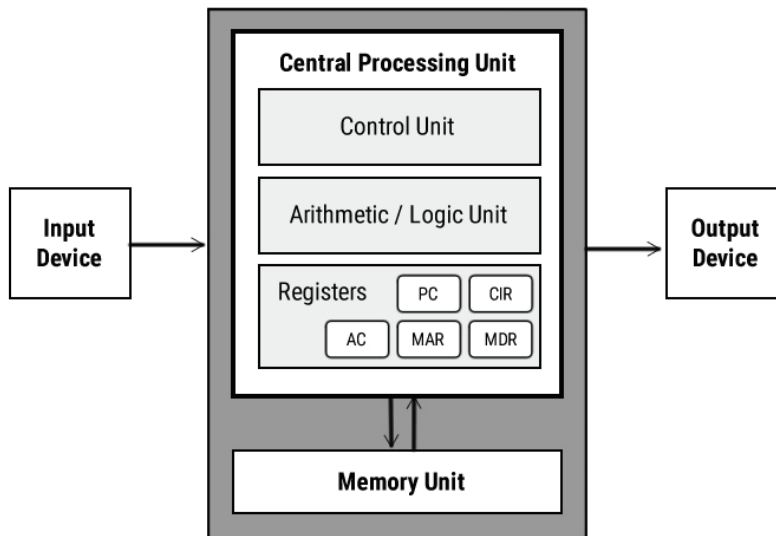 Central Processing Unit
Control Unit
Input
Device
Arithmetic / Logic Unit
Output
Device
Registers
PC
CIR
AC
MAR
MDR
Memory Unit